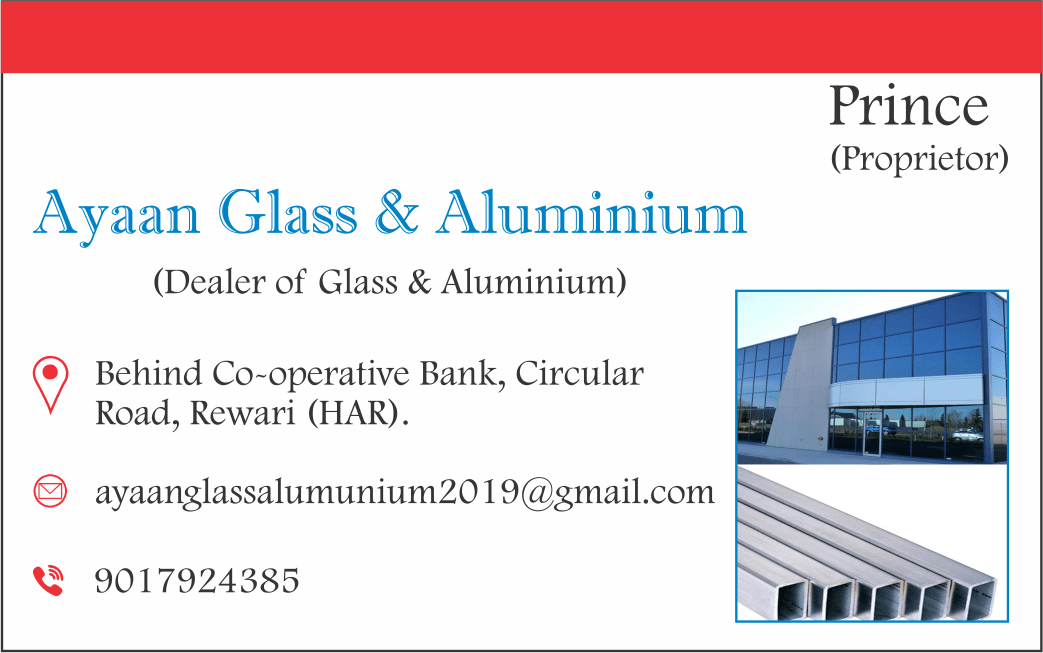 Prince
(Proprietor)
Ayaan Glass & Aluminium
(Dealer of Glass & Aluminium)
Behind Co-operative Bank, Circular
Road, Rewari (HAR).
ayaanglassalumunium2019@gmail.com
9017924385